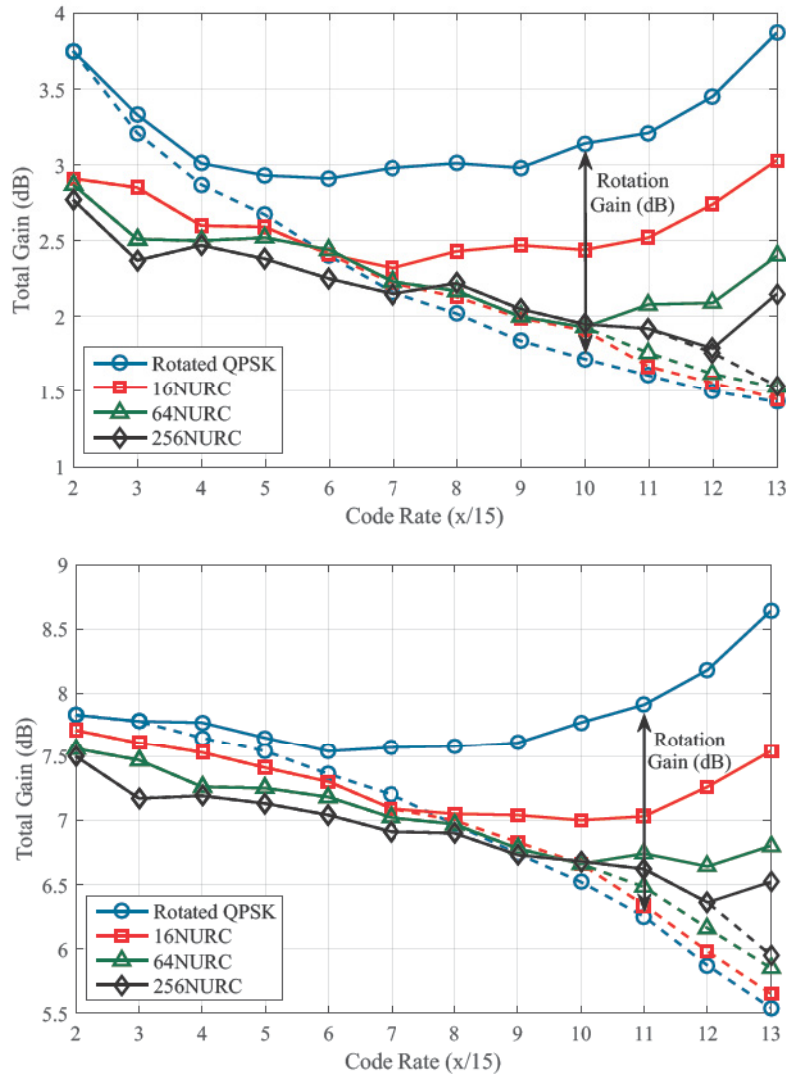 4
3.5
3
2.5
2
1.5
1
Total Gain (dB)
Rotation
Gain (dB)
Rotated QPSK
16NURC
64NURC
256NURC
2 3 4 5 6 7 8 9 10 11 12 13
Code Rate (x/15)
9
8.5
8
7.5
7
6.5
6
5.5
Total Gain (dB)
Rotation
Gain (dB)
Rotated QPSK
16NURC
64NURC
256NURC
2 3 4 5 6 7 8 9 10 11 12 13
Code Rate (x/15)